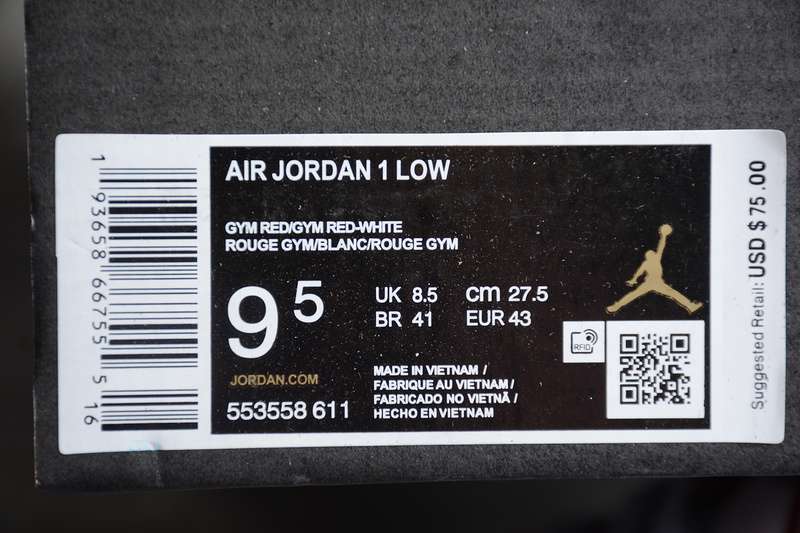 AIR JORDAN 1 LOW
GYM RED/GYM RED-WHITE
ROUGE GYM/BLANC/ROUGE GYM
9 5
UK 8.5 cm 27.5
BR 41 EUR 43
RFID
JORDAN.COM
553558 611
MADE IN VIETNAM /
FABRIQUE AU VIETNAM /
FABRICADO NO VIETNÃ /
HECHO EN VIETNAM
1 93658 66755 5 16
Suggested Retail: USD $ 75.00